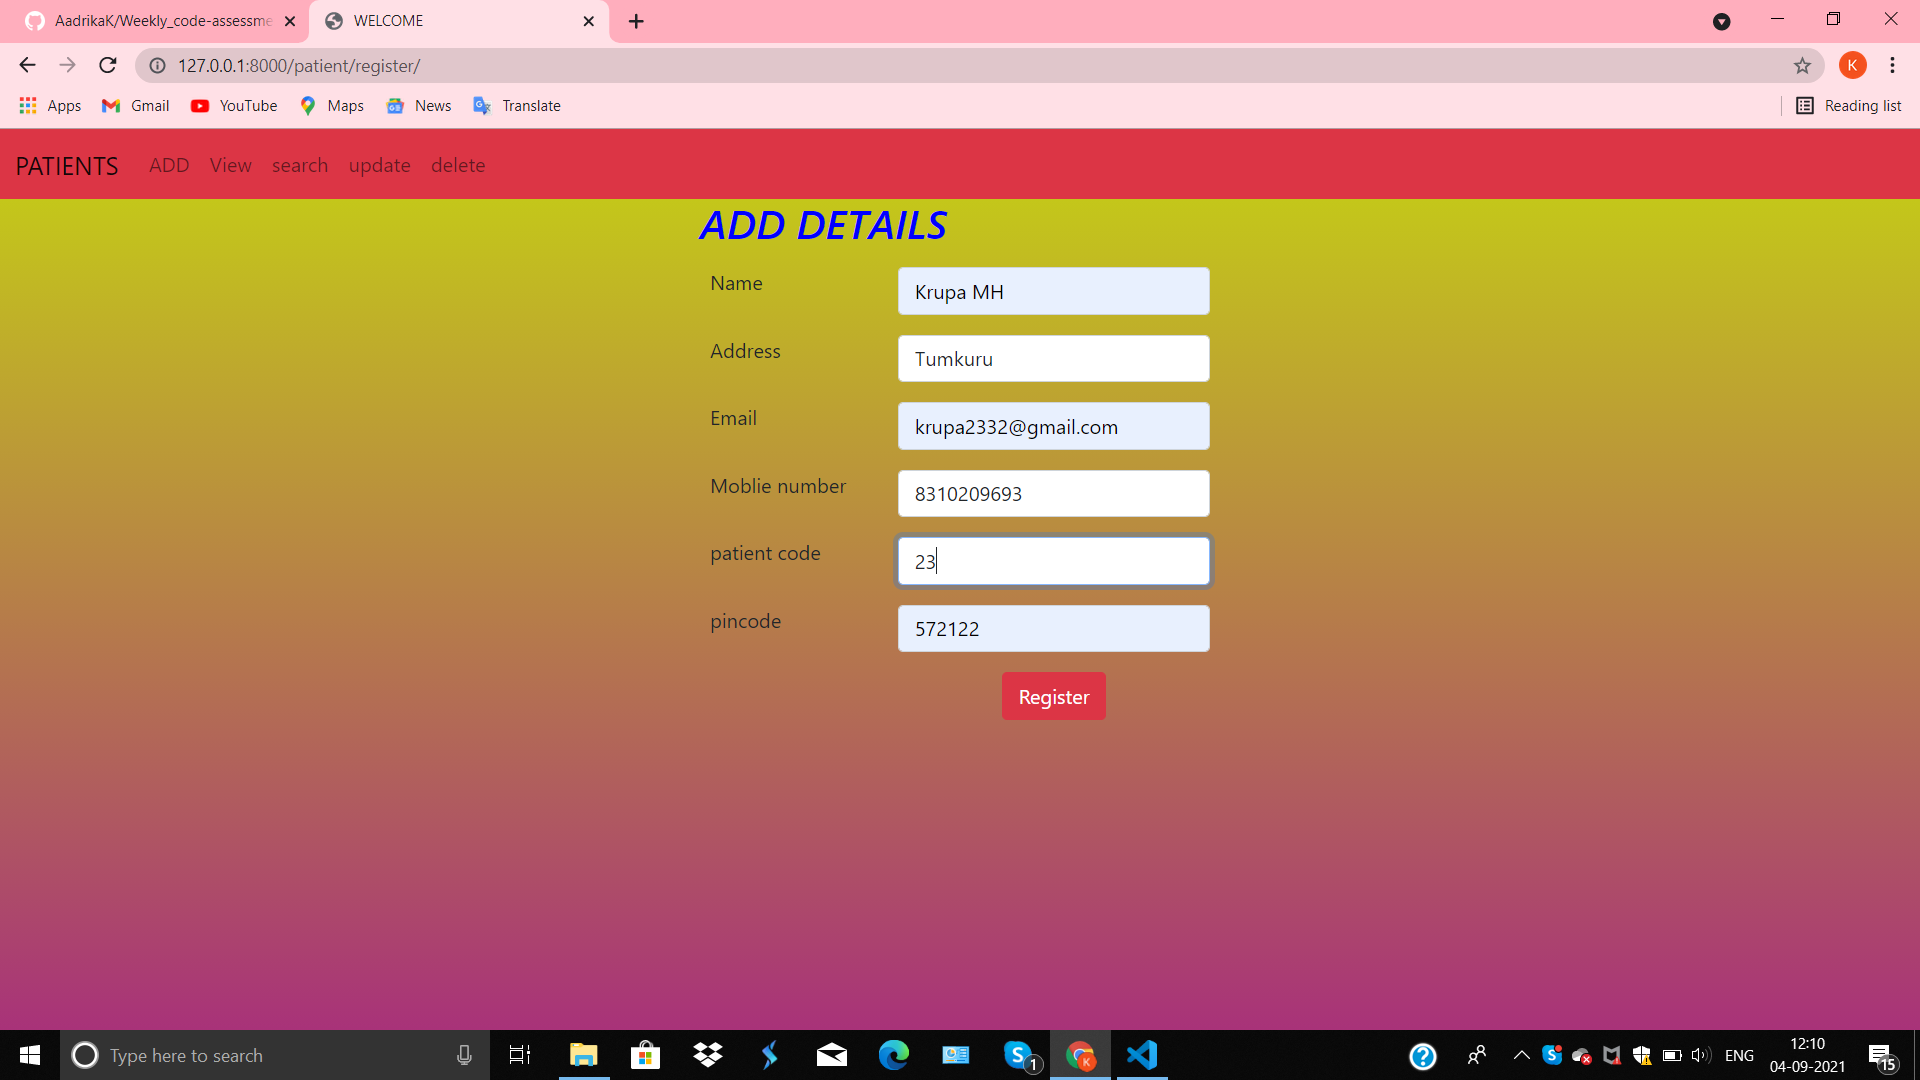 AadrikaK/Weekly_code-assessme
WELCOME
127.0.0.1:8000/patient/register/
K
Apps
Gmail
YouTube
Maps
News
Translate
Reading list
PATIENTS ADD View search update delete
ADD DETAILS
Name Krupa MH
Address Tumkuru
Email krupa2332@gmail.com
Moblie number 8310209693
patient code 23
pincode 572122
Register
Type here to search
1
K
ENG
12:10
04-09-2021
15